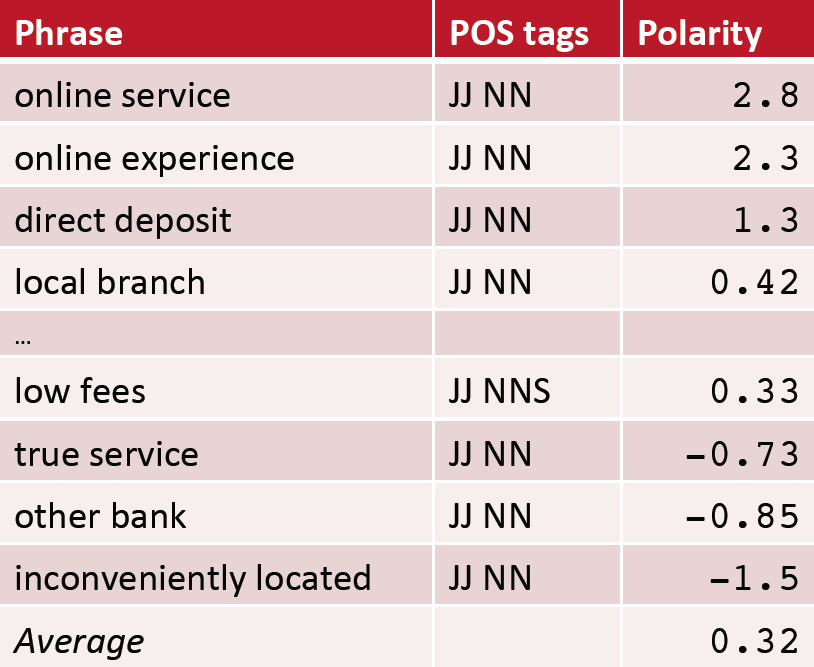 Phrase POS tags Polarity
online service JJ NN 2.8
online experience JJ NN 2.3
direct deposit JJ NN 1.3
local branch JJ NN 0.42
…
low fees JJ NNS 0.33
true service JJ NN -0.73
other bank JJ NN -0.85
inconveniently located JJ NN -1.5
Average 0.32